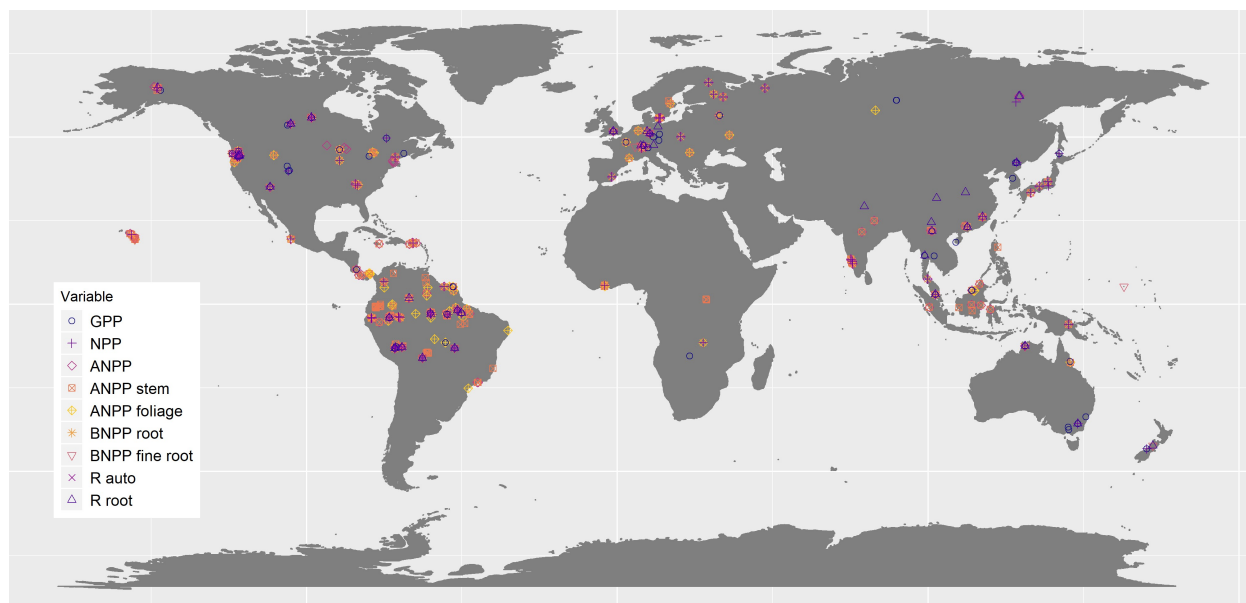 Variable
GPP
NPP
ANPP
ANPP stem
ANPP foliage
BNPP root
BNPP fine root
R auto
R root